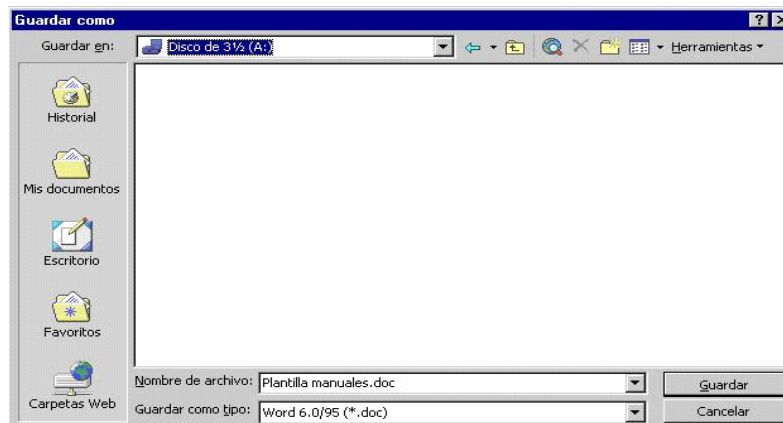 Guardar como
Guardar en:
Disco de 3½ (A:)
Herramientas
Historial
Mis documentos
Escritorio
Favoritos
Carpetas Web
Nombre de archivo: Plantilla manuales.doc
Guardar
Guardar como tipo: Word 6.0/95 (*.doc)
Cancelar